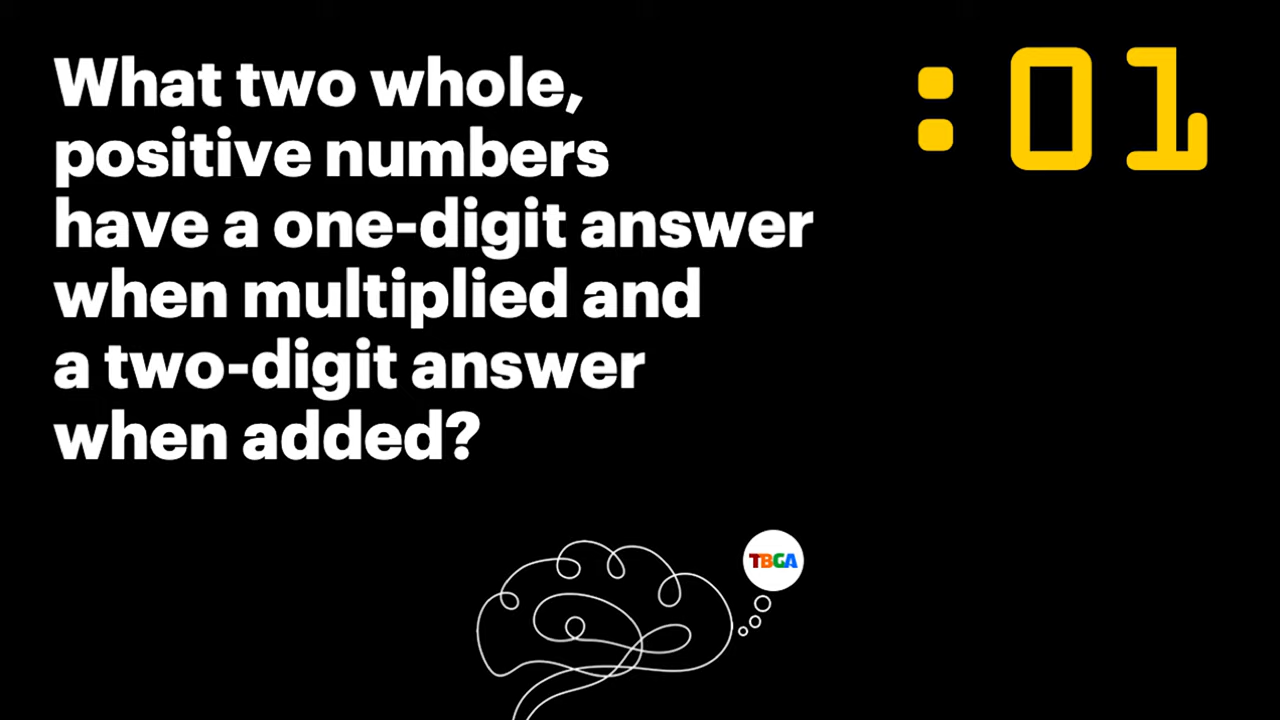 What two whole,
positive numbers
have a one-digit answer
when multiplied and
a two-digit answer
when added?
:01
TBGA